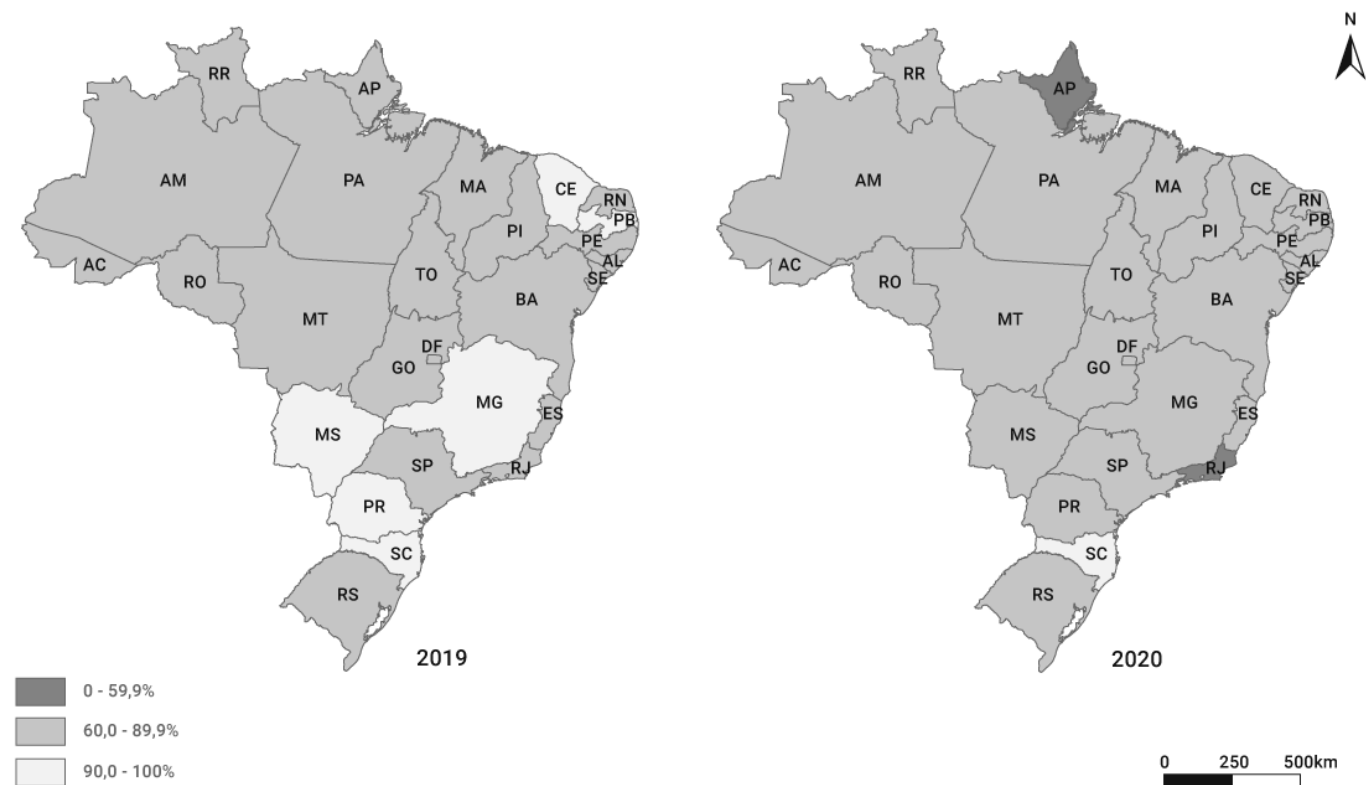 RR
AP
AM
PA
MA
CE
RN
PB
PI
PE
AL
SE
AC
RO
TO
BA
MT
DF
GO
MG
ES
MS
SP
RJ
PR
SC
RS
2019
N
RR
AP
AM
PA
MA
CE
RN
PB
PI
PE
AL
SE
AC
RO
TO
BA
MT
DF
GO
MG
ES
MS
SP
RJ
PR
SC
RS
2020
0 - 59,9%
60,0 - 89,9%
90,0 - 100%
0 250 500km